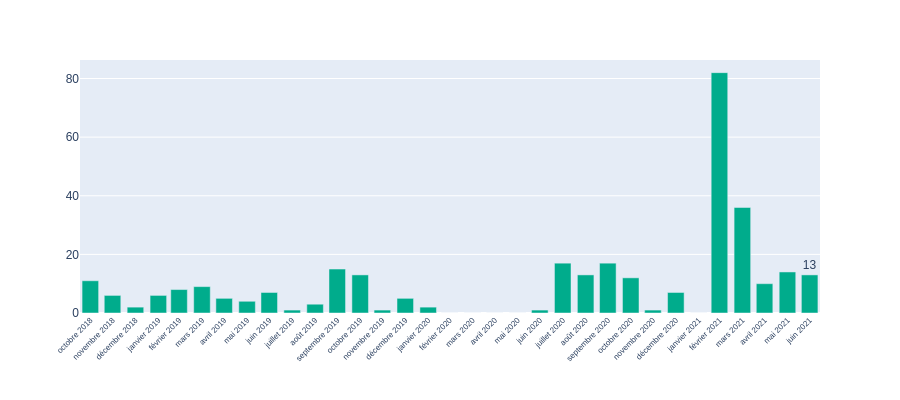 80
60
40
20
0
13
octobre 2018
novembre 2018
décembre 2018
janvier 2019
février 2019
mars 2019
avril 2019
mai 2019
juin 2019
juillet 2019
août 2019
septembre 2019
octobre 2019
novembre 2019
décembre 2019
janvier 2020
février 2020
mars 2020
avril 2020
mai 2020
juin 2020
juillet 2020
août 2020
septembre 2020
octobre 2020
novembre 2020
décembre 2020
janvier 2021
février 2021
mars 2021
avril 2021
mai 2021
juin 2021